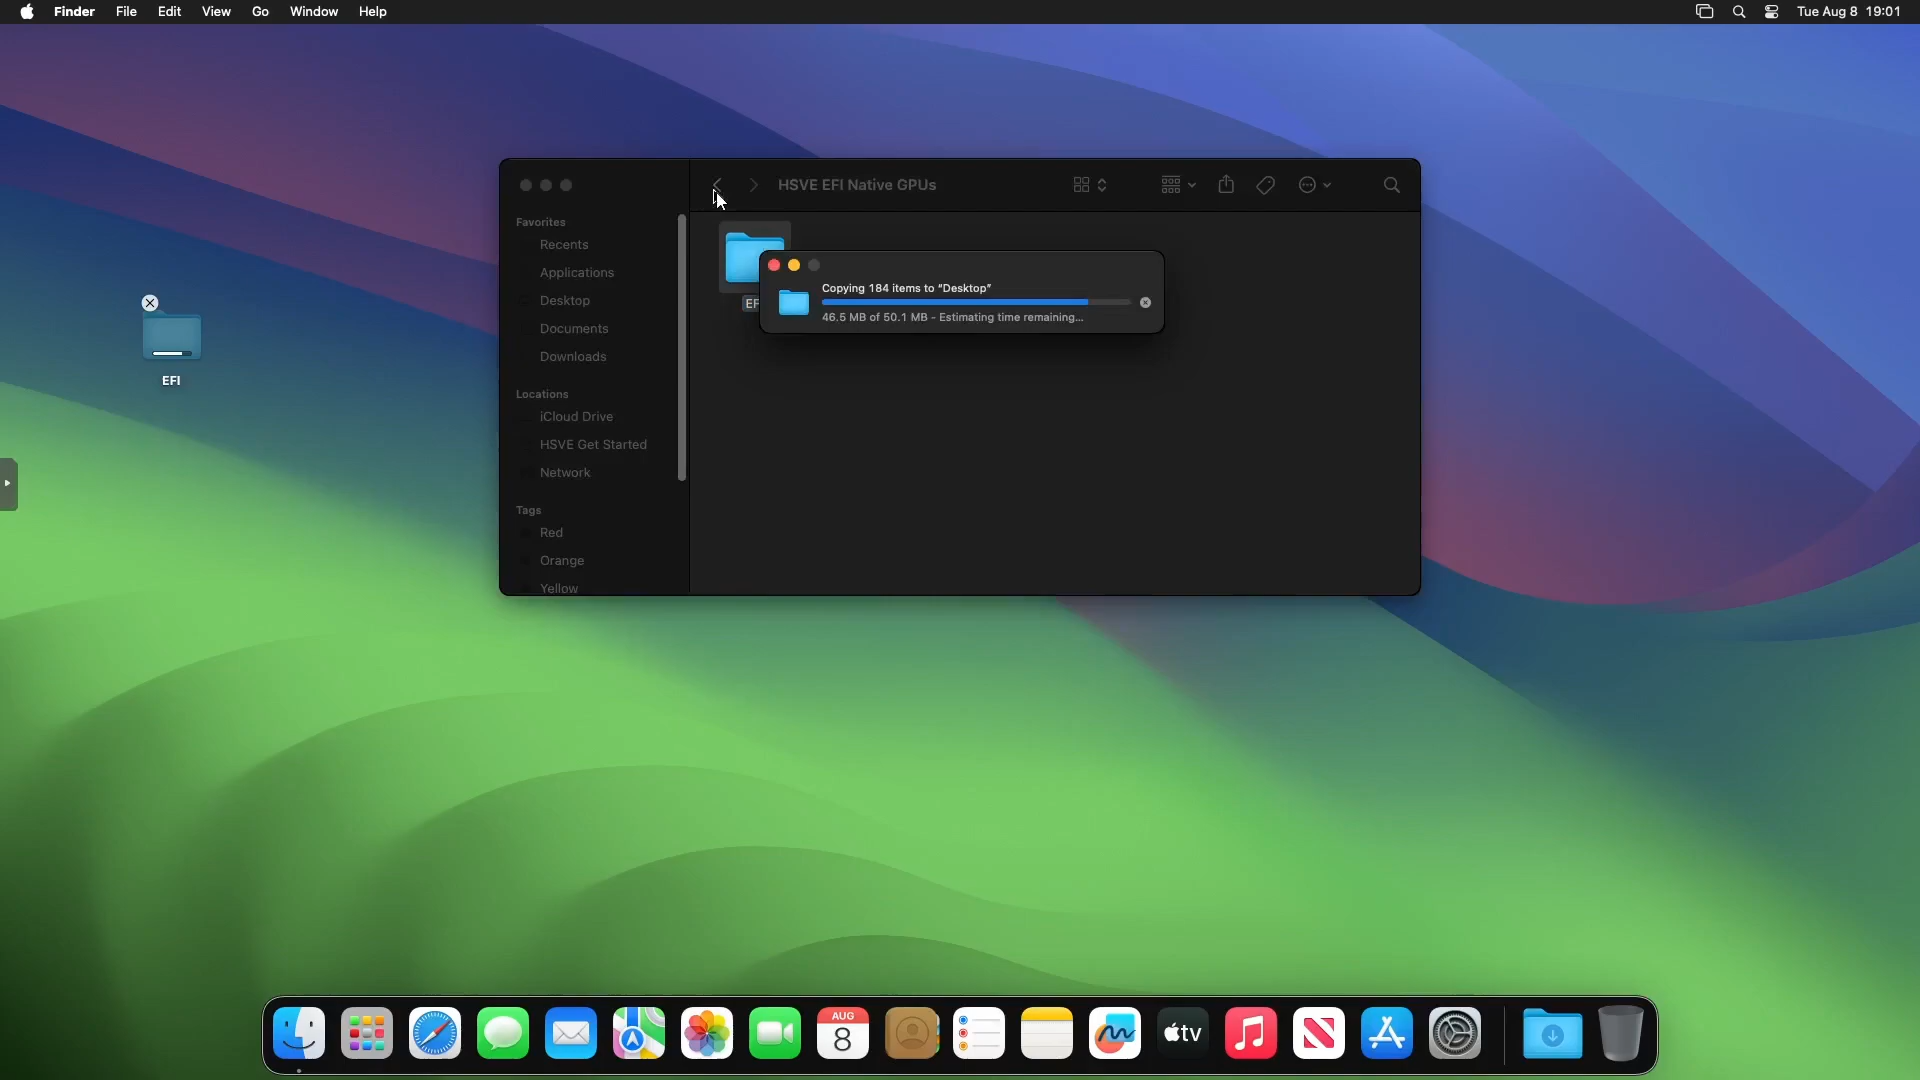 Finder File Edit View Go Window Help
Tue Aug 8 19:01
HSVE EFI Native GPUs
Favorites
Recents
Applications
Desktop
Documents
Downloads
Locations
iCloud Drive
HSVE Get Started
Network
Tags
Red
Orange
Yellow
EF
Copying 184 items to “Desktop”
46.5 MB of 50.1 MB - Estimating time remaining...
EFI
AUG
8
tv